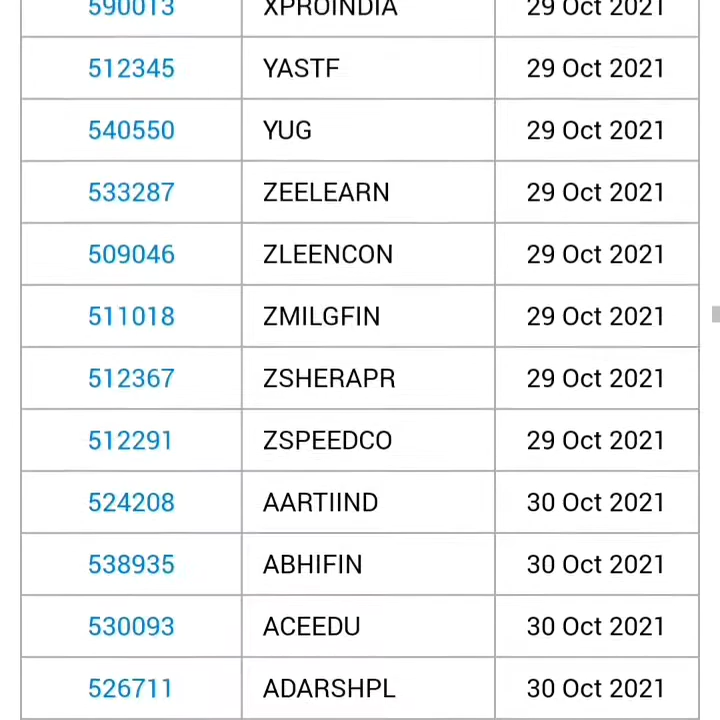 590013 XPROINDIA 29 Oct 2021
512345 YASTF 29 Oct 2021
540550 YUG 29 Oct 2021
533287 ZEELEARN 29 Oct 2021
509046 ZLEENCON 29 Oct 2021
511018 ZMILGFIN 29 Oct 2021
512367 ZSHERAPR 29 Oct 2021
512291 ZSPEEDCO 29 Oct 2021
524208 AARTIIND 30 Oct 2021
538935 ABHIFIN 30 Oct 2021
530093 ACEEDU 30 Oct 2021
526711 ADARSHPL 30 Oct 2021